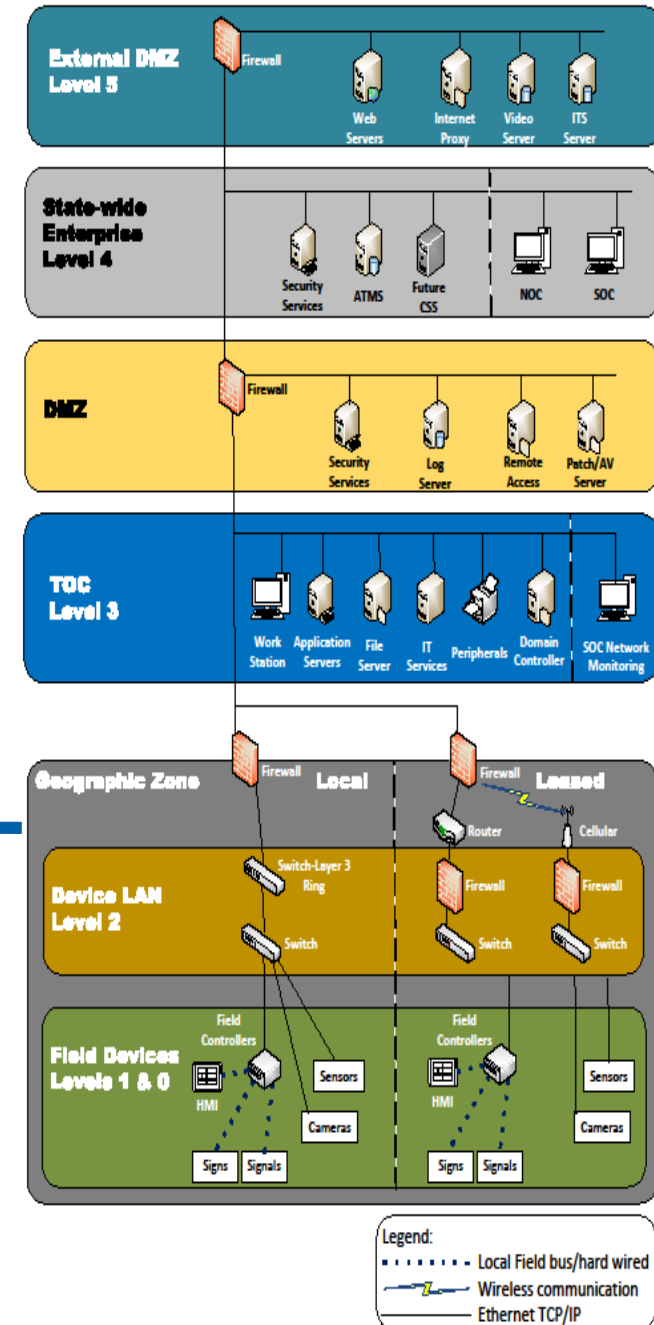 External DMZ
Level 5
Firewall
Web
Servers
Internet
Proxy
Video
Server
ITS
Server
State-wide
Enterprise
Level 4
Security
Services
ATMS
Future
CSS
NOC
SOC
DMZ
Firewall
Security
Services
Log
Server
Remote
Access
Patch/AV
Server
TOC
Level 3
Work
Station
Application
Servers
File
Server
IT
Services
Peripherals
Domain
Controller
SOC Network
Monitoring
Geographic Zone
Firewall
Local
Firewall
Leased
Router
Cellular
Device LAN
Level 2
Switch-Layer 3
Ring
Switch
Firewall
Switch
Firewall
Switch
Field Devices
Levels 1 & 0
Field
Controllers
HMI
Sensors
Cameras
Signs
Signals
Field
Controllers
HMI
Sensors
Cameras
Signs
Signals
Legend:
Local Field bus/hard wired
Wireless communication
Ethernet TCP/IP